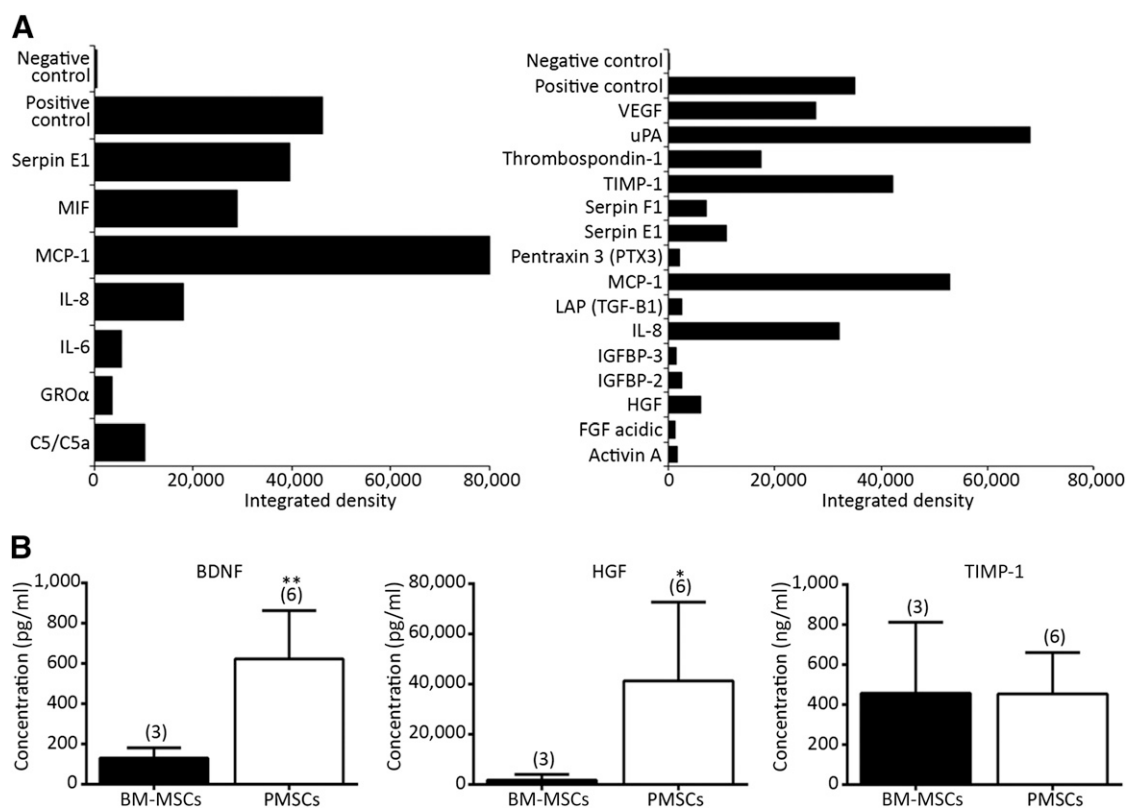 A
Negative
control
Positive
control
Serpin E1
MIF
MCP-1
IL-8
IL-6
GROα
C5/C5a
0 20,000 40,000 60,000 80,000
Integrated density
Negative control
Positive control
VEGF
uPA
Thrombospondin-1
TIMP-1
Serpin F1
Serpin E1
Pentraxin 3 (PTX3)
MCP-1
LAP (TGF-B1)
IL-8
IGFBP-3
IGFBP-2
HGF
FGF acidic
Activin A
0 20,000 40,000 60,000 80,000
Integrated density
B
BDNF
Concentration (pg/ml)
1,000
800
600
400
200
0
(3)
**
(6)
BM-MSCs PMSCs
HGF
Concentration (pg/ml)
80,000
60,000
40,000
20,000
0
(3)
*
(6)
BM-MSCs PMSCs
TIMP-1
Concentration (ng/ml)
1,000
800
600
400
200
0
(3)
(6)
BM-MSCs PMSCs